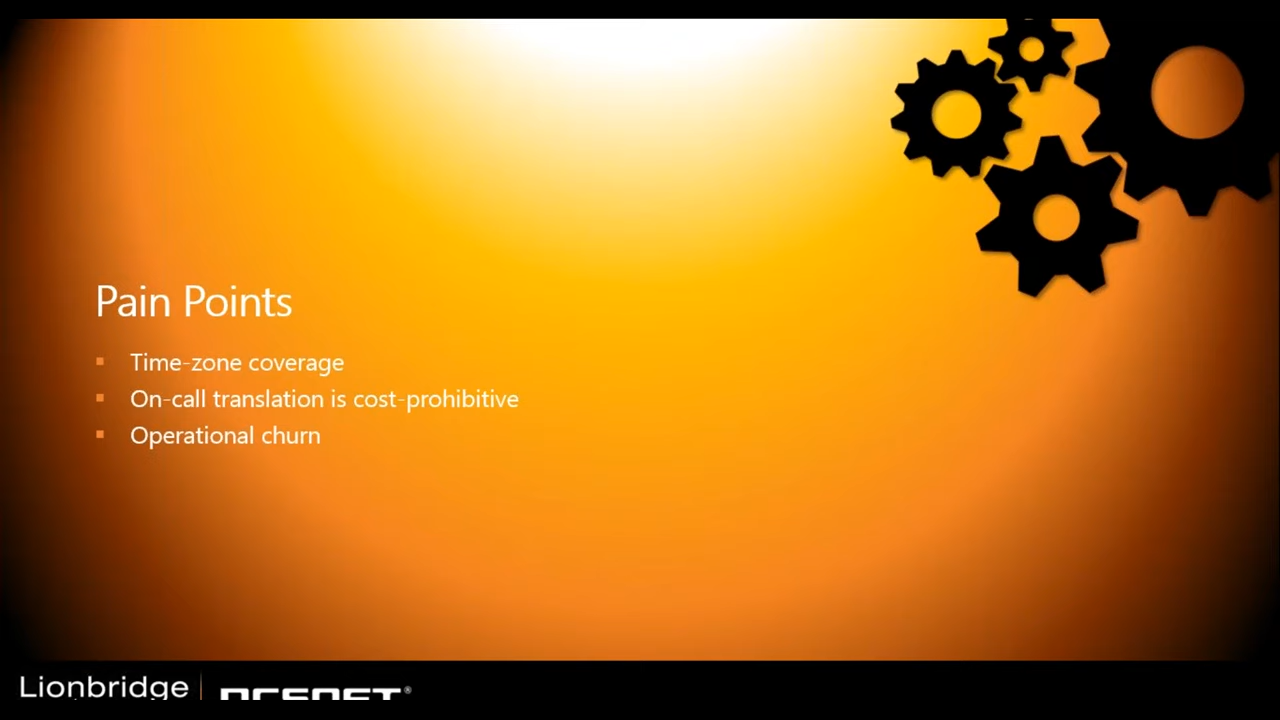 Pain Points
Time-zone coverage
On-call translation is cost-prohibitive
Operational churn
Lionbridge